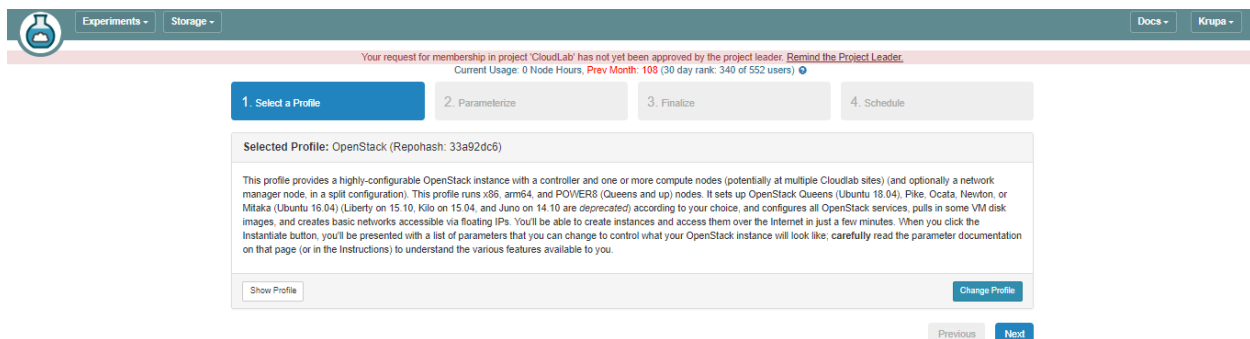 Experiments Storage Docs Krupa
Your request for membership in project 'CloudLab' has not yet been approved by the project leader. Remind the Project Leader.
Current Usage: 0 Node Hours, Prev Month: 108 (30 day rank: 340 of 552 users)
1. Select a Profile 2. Parameterize 3. Finalize 4. Schedule
Selected Profile: OpenStack (Repohash: 33a92dc6)
This profile provides a highly-configurable OpenStack instance with a controller and one or more compute nodes (potentially at multiple Cloudlab sites) (and optionally a network
manager node, in a split configuration). This profile runs x86, arm64, and POWER8 (Queens and up) nodes. It sets up OpenStack Queens (Ubuntu 18.04), Pike, Ocata, Newton, or
Mitaka (Ubuntu 16.04) (Liberty on 15.10, Kilo on 15.04, and Juno on 14.10 are deprecated) according to your choice, and configures all OpenStack services, pulls in some VM disk
images, and creates basic networks accessible via floating IPs. You'll be able to create instances and access them over the Internet in just a few minutes. When you click the
Instantiate button, you'll be presented with a list of parameters that you can change to control what your OpenStack instance will look like; carefully read the parameter documentation
on that page (or in the Instructions) to understand the various features available to you.
Show Profile Change Profile
Previous Next